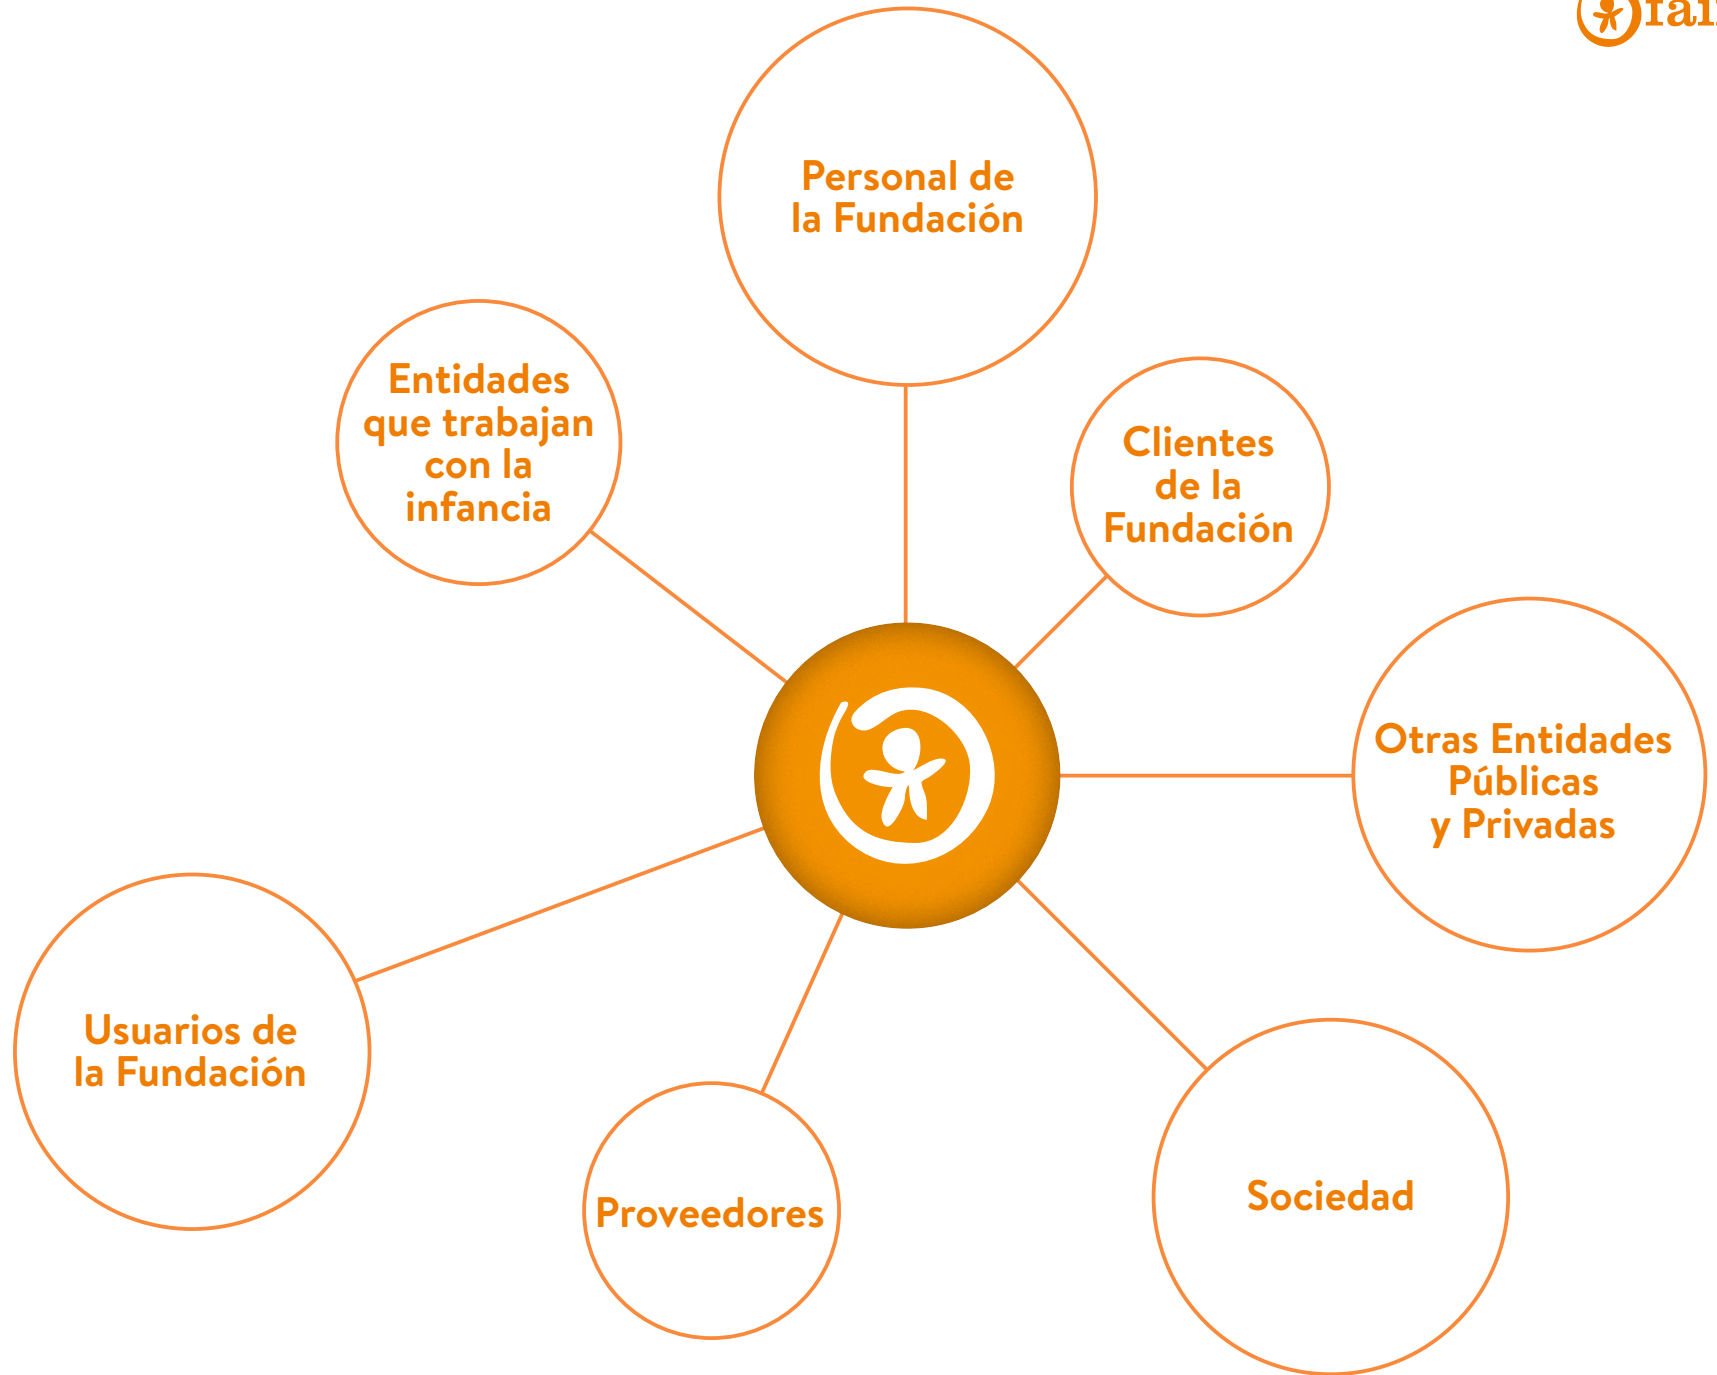 Personal de
la Fundación
Entidades
que trabajan
con la
infancia
Clientes
de la
Fundación
Otras Entidades
Públicas
y Privadas
Usuarios de
la Fundación
Proveedores
Sociedad